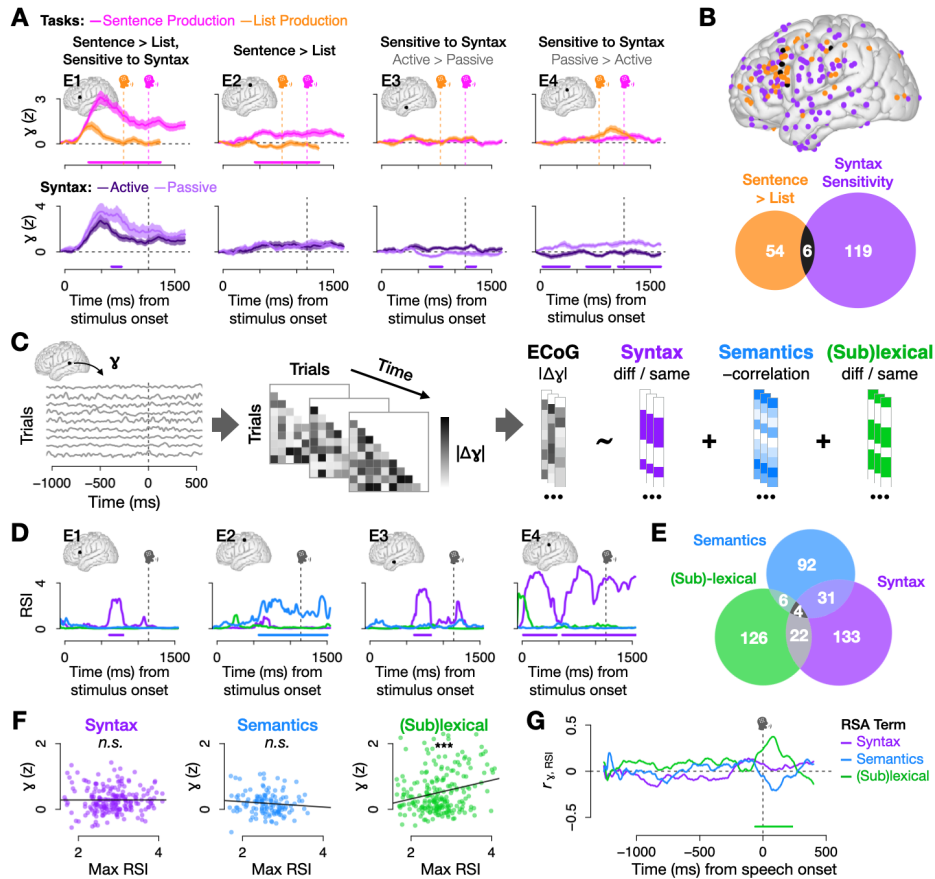 A
Tasks: —Sentence Production —List Production
Sentence > List,
Sensitive to Syntax
Sentence > List
Sensitive to Syntax
Active > Passive
Sensitive to Syntax
Passive > Active
E1
E2
E3
E4
3
0
ɣ (z)
Syntax: —Active —Passive
4
0
ɣ (z)
0 1500
0 1500
0 1500
0 1500
Time (ms) from
stimulus onset
Time (ms) from
stimulus onset
Time (ms) from
stimulus onset
Time (ms) from
stimulus onset
B
Sentence
> List
Syntax
Sensitivity
54
6
119
C
ɣ
Trials
−1000 −500 0 500
Time (ms)
Trials
Time
Trials
|Δɣ|
ECoG
|Δɣ|
~
Syntax
diff / same
+
Semantics
−correlation
+
(Sub)lexical
diff / same
•••
•••
•••
•••
D
E1
E2
E3
E4
4
0
RSI
0 1500
0 1500
0 1500
0 1500
Time (ms) from
stimulus onset
Time (ms) from
stimulus onset
Time (ms) from
stimulus onset
Time (ms) from
stimulus onset
E
Semantics
(Sub)-lexical
Syntax
92
6
4
31
126
22
133
F
Syntax
n.s.
2
0
ɣ (z)
2 4
Max RSI
Semantics
n.s.
2
0
ɣ (z)
2 4
Max RSI
(Sub)lexical
***
2
0
ɣ (z)
2 4
Max RSI
G
0.5
0
−0.5
r ɣ, RSI
−1000 −500 0 500
Time (ms) from speech onset
RSA Term
—Syntax
—Semantics
—(Sub)lexical